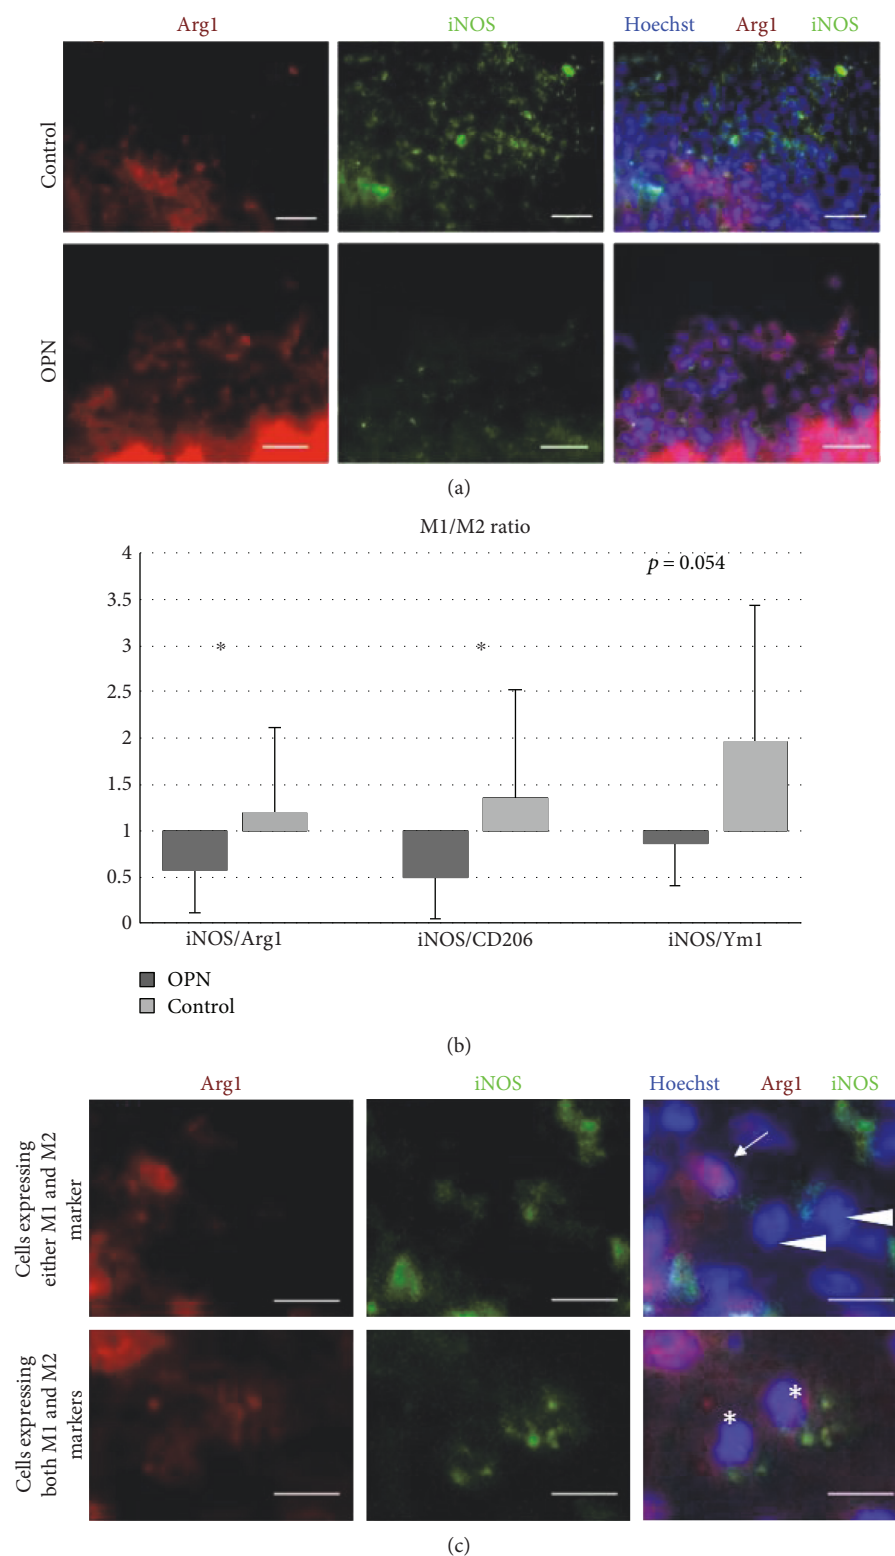 Arg1 iNOS Hoechst Arg1 iNOS
Control
OPN
(a)
M1/M2 ratio
4
3.5
3
2.5
2
1.5
1
0.5
0
* *
p = 0.054
iNOS/Arg1 iNOS/CD206 iNOS/Ym1
OPN
Control
(b)
Arg1 iNOS Hoechst Arg1 iNOS
Cells expressing
either M1 and M2
marker
Cells expressing
both M1 and M2
markers
* *
(c)